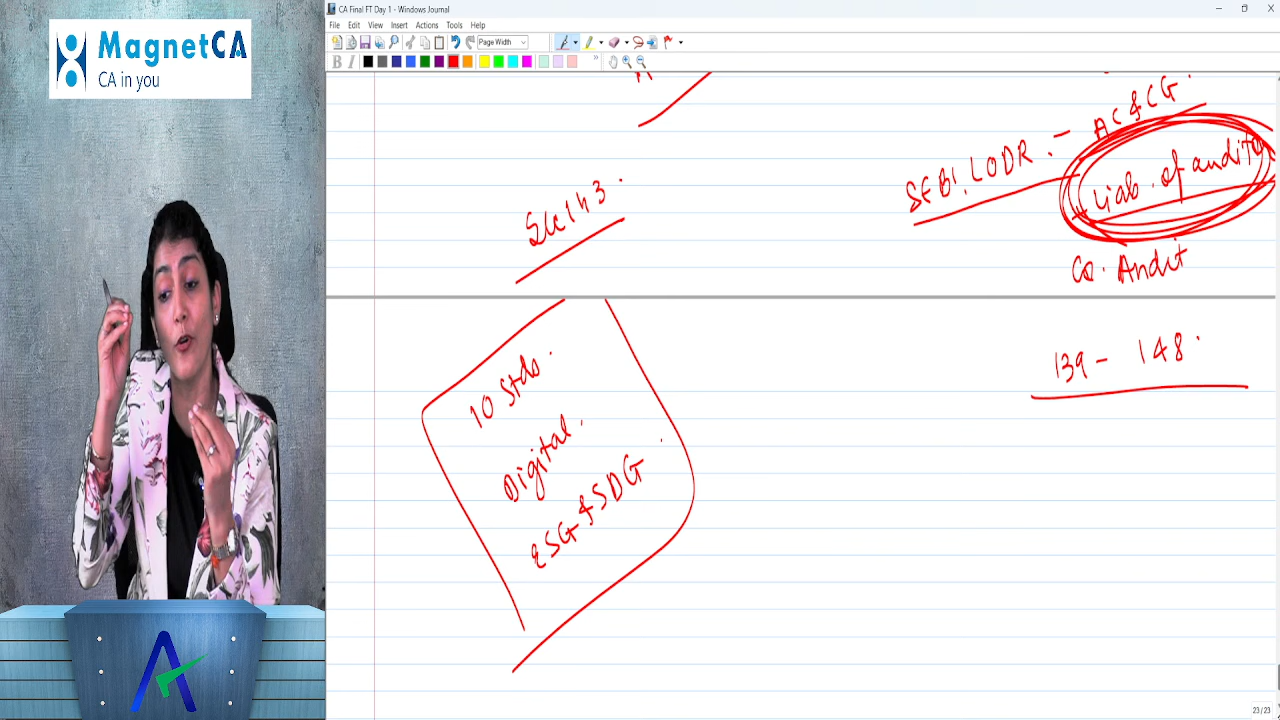 MagnetCA
CA in you
CA Final FT Day 1 - Windows Journal
File Edit View Insert Actions Tools Help
Page Width
B I
SEBI LODR - AC & CG.
Liab. of auditor
Co. Audit
139 - 148.
10 Stds.
Digital.
ESG & SDG
23 / 23